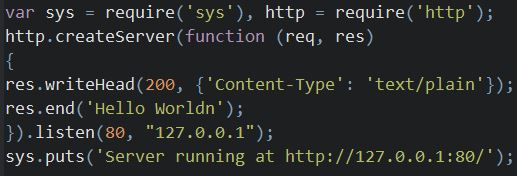 var sys = require('sys'), http = require('http');
http.createServer(function (req, res)
{
res.writeHead(200, {'Content-Type': 'text/plain'});
res.end('Hello Worldn');
}).listen(80, "127.0.0.1");
sys.puts('Server running at http://127.0.0.1:80/');